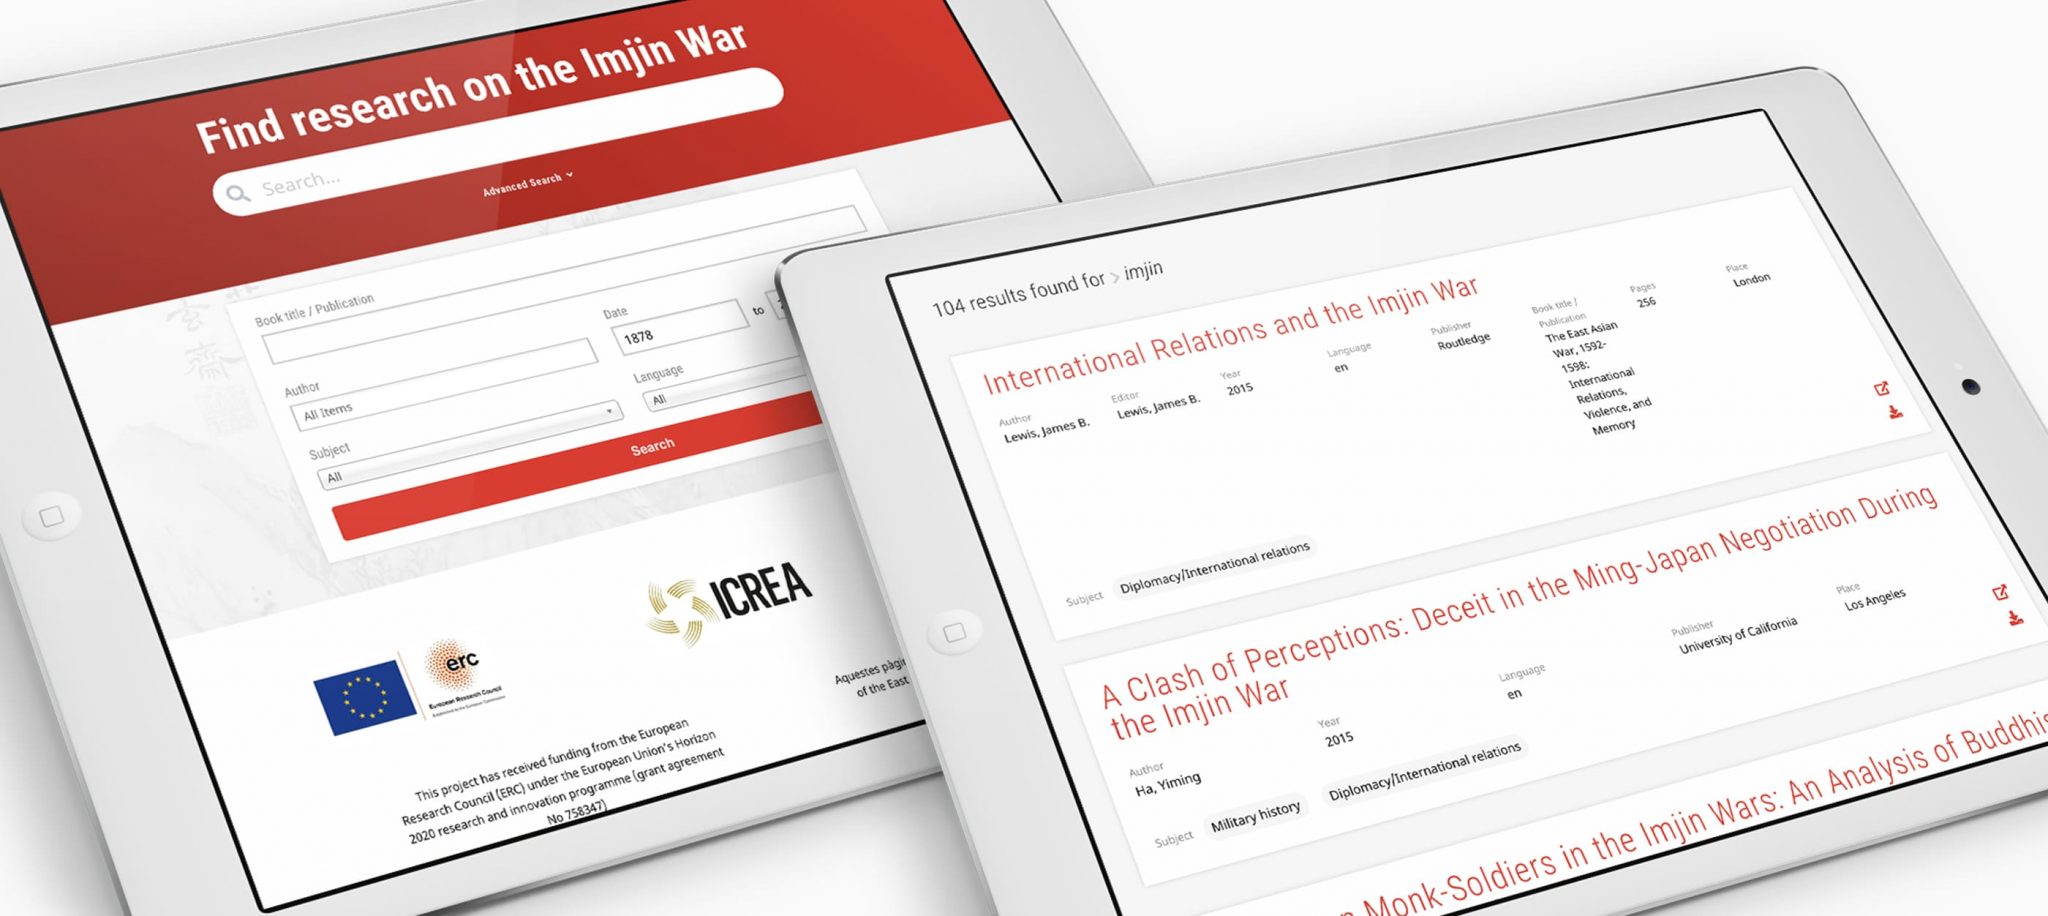 Find research on the Imjin War
Search...
Advanced Search
Book title / Publication
Date
1878
to
Author
All Items
Language
All
Subject
All
Search
erc
European Research Council
Established by the European Commission
ICREA
This project has received funding from the European
Research Council (ERC) under the European Union's Horizon
2020 research and innovation programme (grant agreement
No 758347)
Aquestes
of the East
104 results found for > imjin
International Relations and the Imjin War
Author
Lewis, James B.
Editor
Lewis, James B.
Year
2015
Language
en
Publisher
Routledge
Book title /
Publication
The East Asian
War, 1592-
1598:
International
Relations,
Violence, and
Memory
Pages
256
Place
London
Subject
Diplomacy/International relations
A Clash of Perceptions: Deceit in the Ming-Japan Negotiation During
the Imjin War
Author
Ha, Yiming
Year
2015
Language
en
Publisher
University of California
Place
Los Angeles
Subject
Military history
Diplomacy/International relations
Monk-Soldiers in the Imjin Wars: An Analysis of